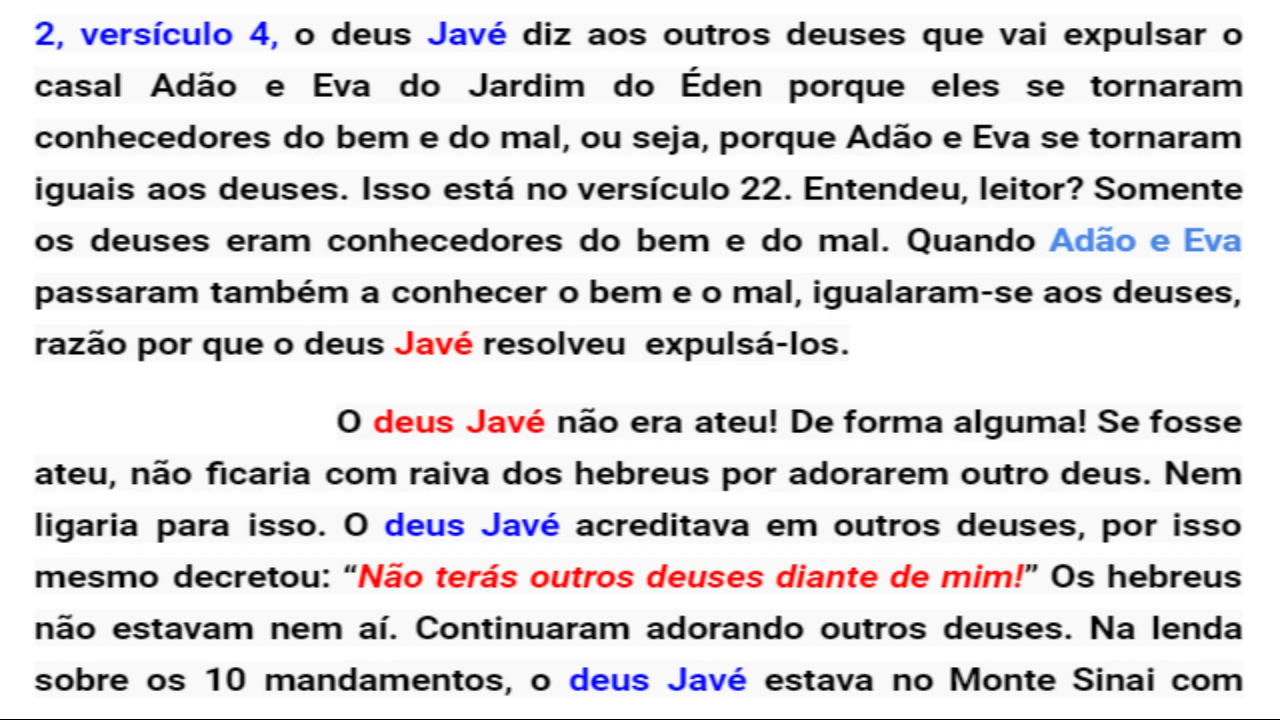 2, versículo 4, o deus Javé diz aos outros deuses que vai expulsar o
casal Adão e Eva do Jardim do Éden porque eles se tornaram
conhecedores do bem e do mal, ou seja, porque Adão e Eva se tornaram
iguais aos deuses. Isso está no versículo 22. Entendeu, leitor? Somente
os deuses eram conhecedores do bem e do mal. Quando Adão e Eva
passaram também a conhecer o bem e o mal, igualaram-se aos deuses,
razão por que o deus Javé resolveu expulsá-los.
O deus Javé não era ateu! De forma alguma! Se fosse
ateu, não ficaria com raiva dos hebreus por adorarem outro deus. Nem
ligaria para isso. O deus Javé acreditava em outros deuses, por isso
mesmo decretou: “Não terás outros deuses diante de mim!” Os hebreus
não estavam nem aí. Continuaram adorando outros deuses. Na lenda
sobre os 10 mandamentos, o deus Javé estava no Monte Sinai com